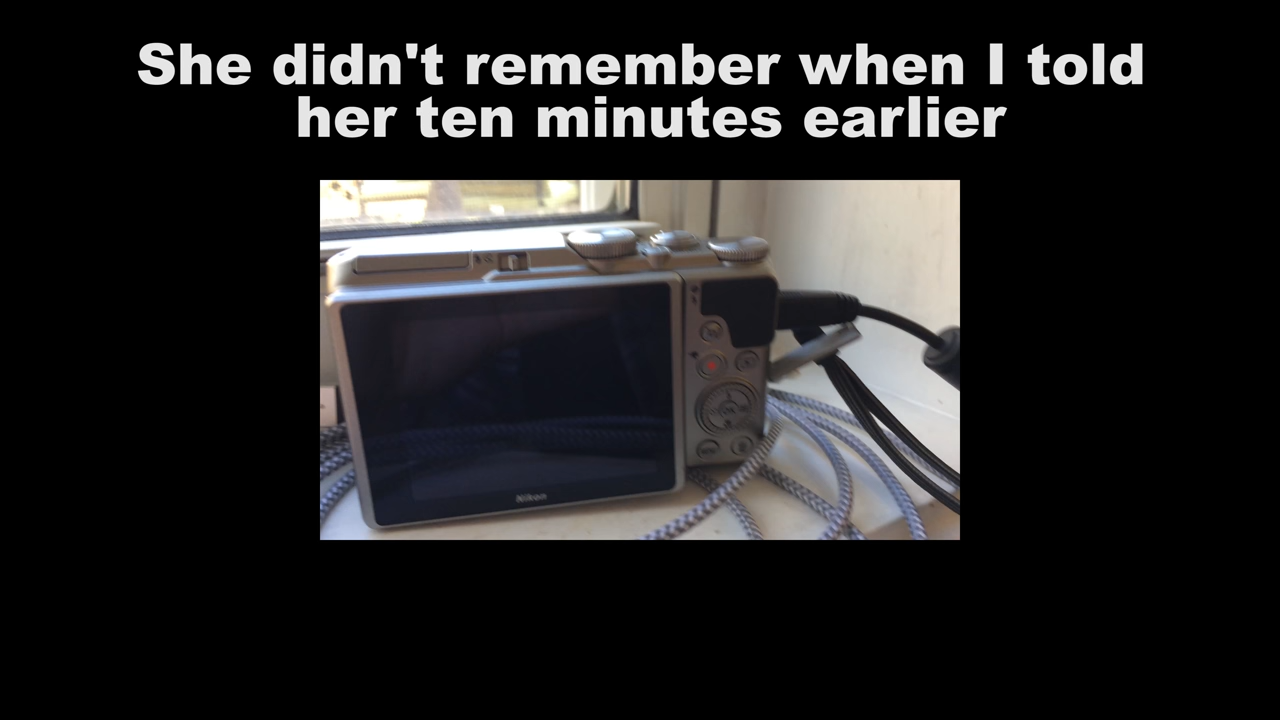 She didn't remember when I told
her ten minutes earlier
Nikon